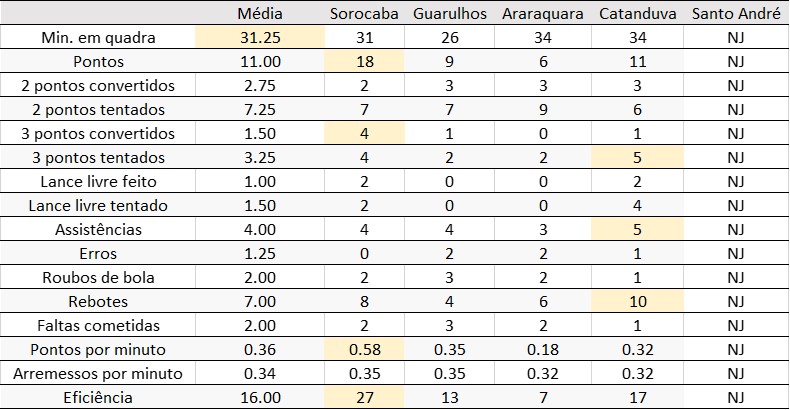 Média Sorocaba Guarulhos Araraquara Catanduva Santo André
Min. em quadra 31.25 31 26 34 34 NJ
Pontos 11.00 18 9 6 11 NJ
2 pontos convertidos 2.75 2 3 3 3 NJ
2 pontos tentados 7.25 7 7 9 6 NJ
3 pontos convertidos 1.50 4 1 0 1 NJ
3 pontos tentados 3.25 4 2 2 5 NJ
Lance livre feito 1.00 2 0 0 2 NJ
Lance livre tentado 1.50 2 0 0 4 NJ
Assistências 4.00 4 4 3 5 NJ
Erros 1.25 0 2 2 1 NJ
Roubos de bola 2.00 2 3 2 1 NJ
Rebotes 7.00 8 4 6 10 NJ
Faltas cometidas 2.00 2 3 2 1 NJ
Pontos por minuto 0.36 0.58 0.35 0.18 0.32 NJ
Arremessos por minuto 0.34 0.35 0.35 0.32 0.32 NJ
Eficiência 16.00 27 13 7 17 NJ